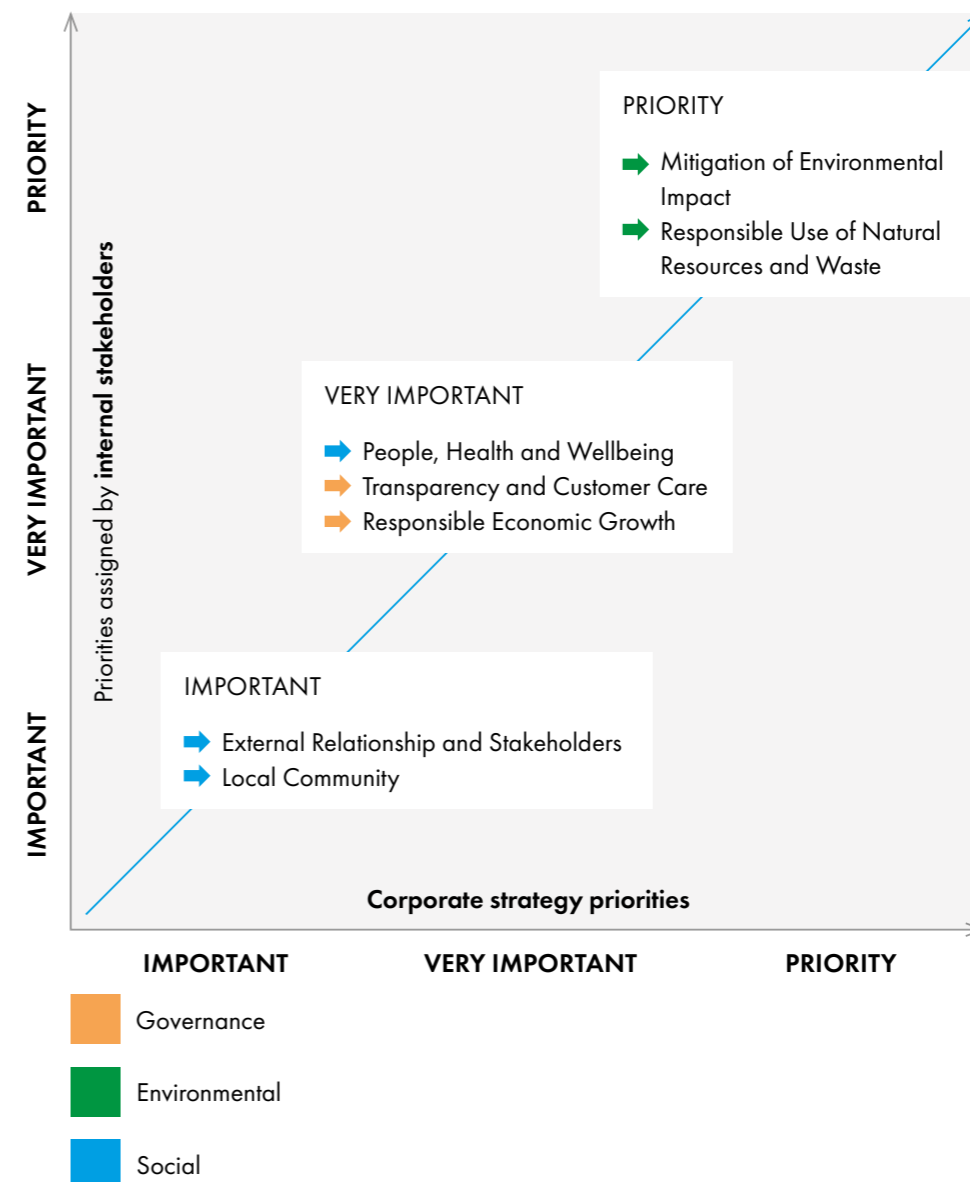 PRIORITY
Mitigation of Environmental
Impact
Responsible Use of Natural
Resources and Waste
PRIORITY
Priorities assigned by internal stakeholders
VERY IMPORTANT
VERY IMPORTANT
People, Health and Wellbeing
Transparency and Customer Care
Responsible Economic Growth
IMPORTANT
IMPORTANT
External Relationship and Stakeholders
Local Community
Corporate strategy priorities
IMPORTANT
VERY IMPORTANT
PRIORITY
Governance
Environmental
Social